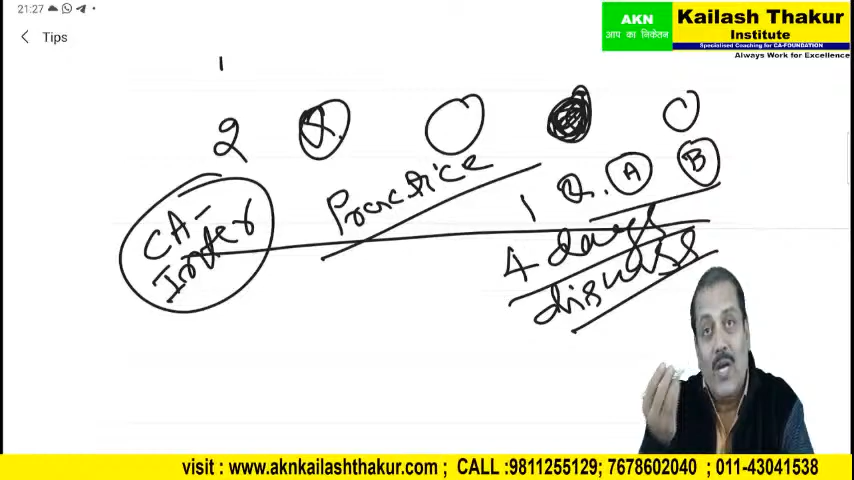 21:27
Tips
AKN
आप का निकेतन
Kailash Thakur
Institute
Specialised Coaching for CA-FOUNDATION
Always Work for Excellence
1
2
Practice
1 Q. A B
CA-
Inter
4 days
discuss
visit : www.aknkailashthakur.com ; CALL :9811255129; 7678602040 ; 011-43041538